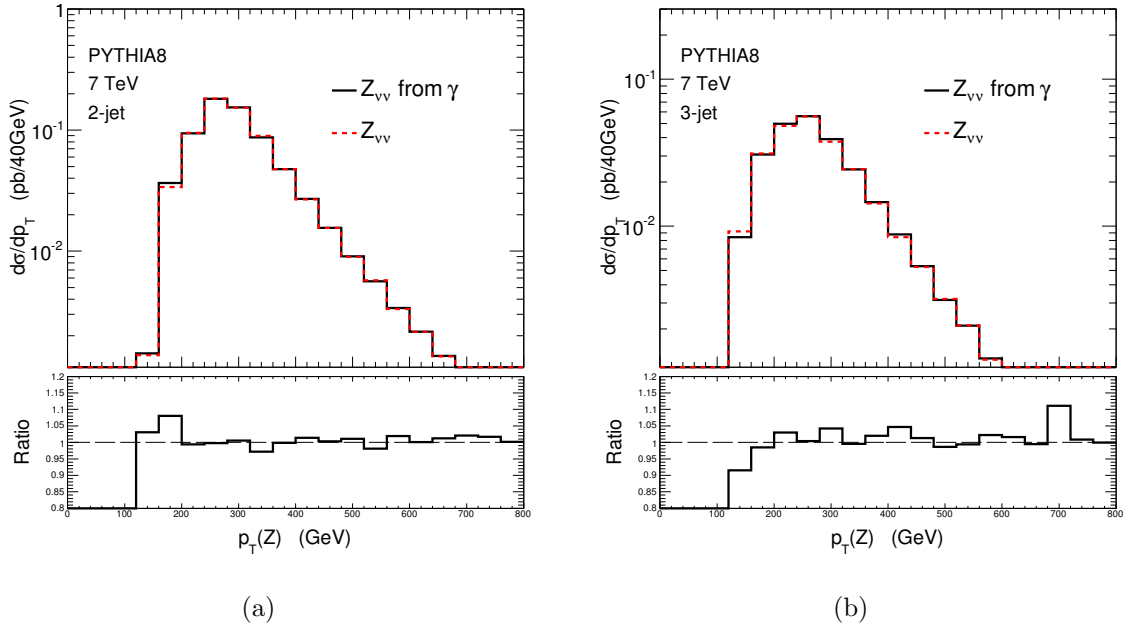 1
10⁻¹
10⁻²
dσ/dp_T (pb/40GeV)
PYTHIA8
7 TeV
2-jet
Z_νν from γ
Z_νν
1.2
1.15
1.1
1.05
1
0.95
0.9
0.85
0.8
Ratio
0 100 200 300 400 500 600 700 800
p_T(Z) (GeV)
(a)
10⁻¹
10⁻²
dσ/dp_T (pb/40GeV)
PYTHIA8
7 TeV
3-jet
Z_νν from γ
Z_νν
1.2
1.15
1.1
1.05
1
0.95
0.9
0.85
0.8
Ratio
0 100 200 300 400 500 600 700 800
p_T(Z) (GeV)
(b)